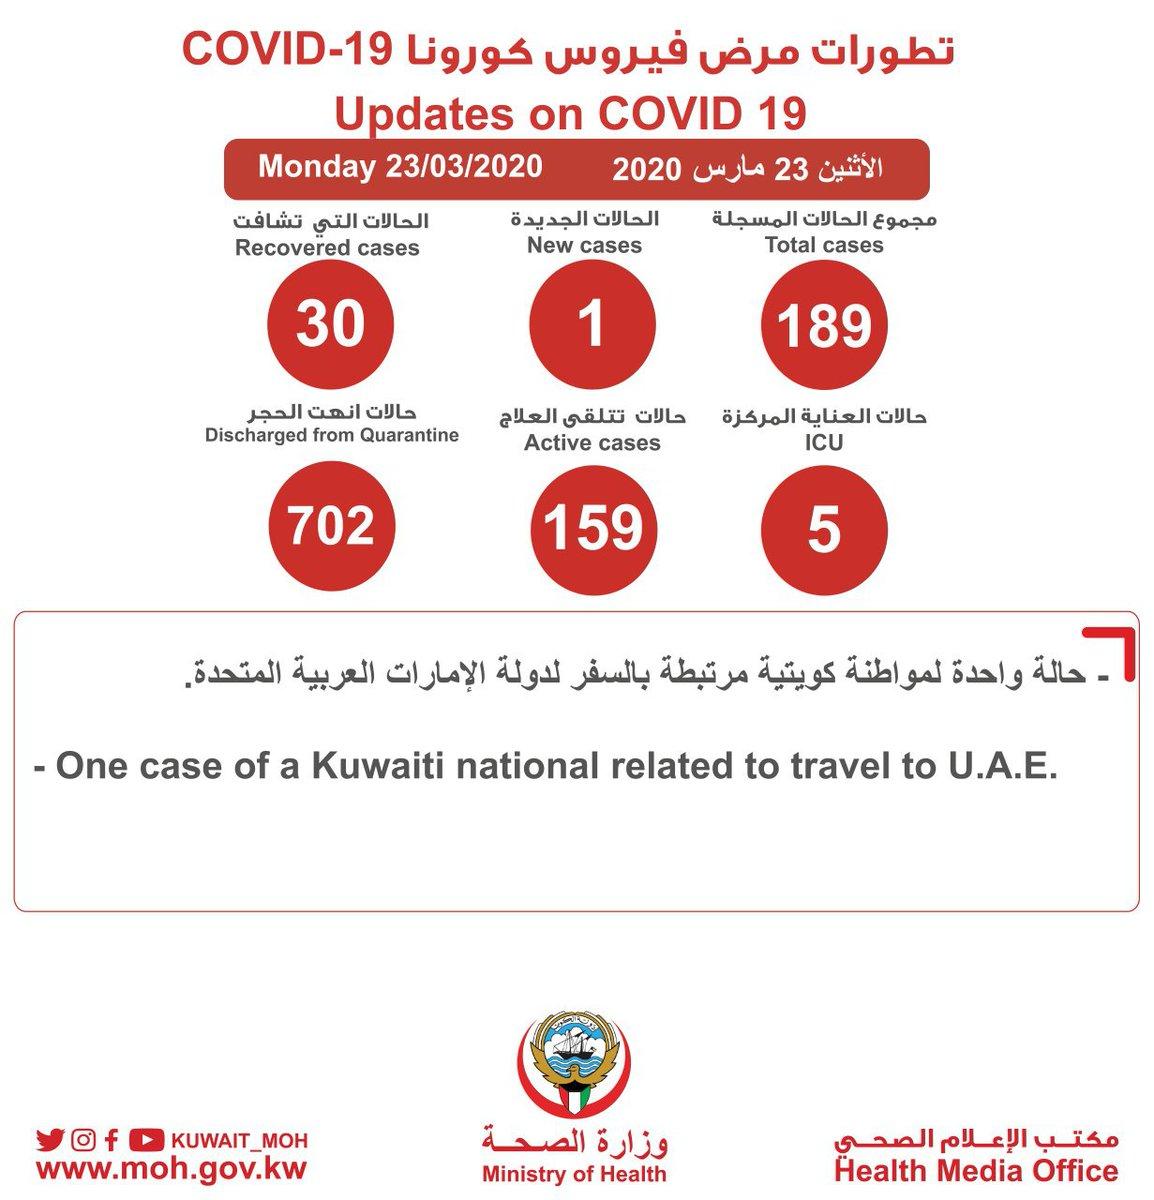 تطورات مرض فيروس كورونا COVID-19
Updates on COVID 19
Monday 23/03/2020 الأثنين 23 مارس 2020
مجموع الحالات المسجلة
Total cases
189
الحالات الجديدة
New cases
1
الحالات التي تشافت
Recovered cases
30
حالات العناية المركزة
ICU
5
حالات تتلقى العلاج
Active cases
159
حالات انهت الحجر
Discharged from Quarantine
702
- حالة واحدة لمواطنة كويتية مرتبطة بالسفر لدولة الإمارات العربية المتحدة.
- One case of a Kuwaiti national related to travel to U.A.E.
KUWAIT_MOH
www.moh.gov.kw
وزارة الصحة
Ministry of Health
مكتب الإعلام الصحي
Health Media Office